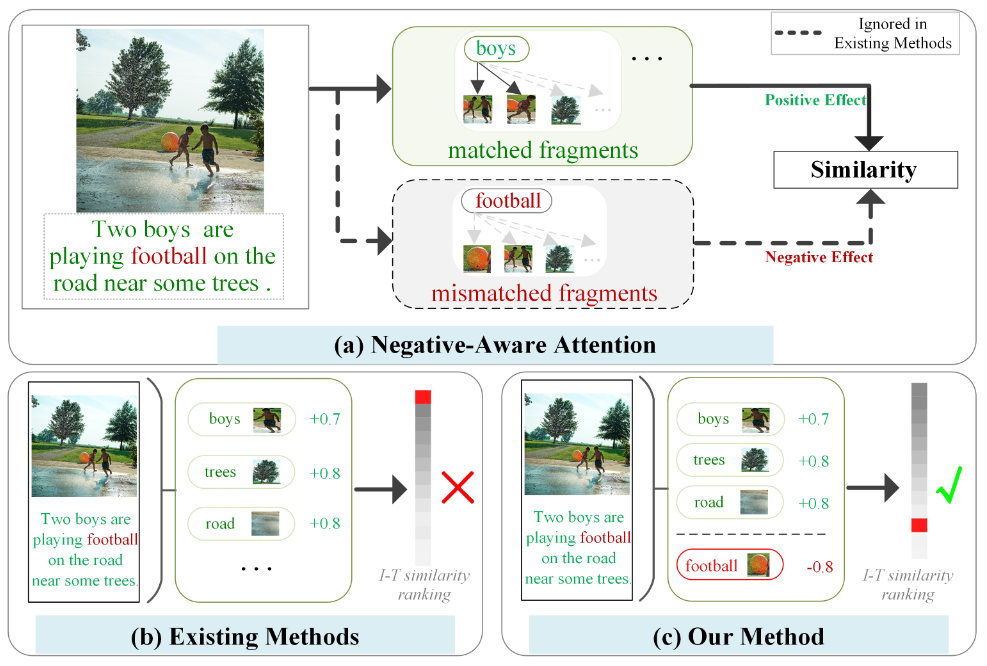 Two boys are
playing football on the
road near some trees .
boys
...
...
matched fragments
football
...
mismatched fragments
Ignored in
Existing Methods
Positive Effect
Similarity
Negative Effect
(a) Negative-Aware Attention
Two boys are
playing football
on the road
near some trees.
boys +0.7
trees +0.8
road +0.8
...
I-T similarity
ranking
(b) Existing Methods
Two boys are
playing football
on the road
near some trees.
boys +0.7
trees +0.8
road +0.8
football -0.8
I-T similarity
ranking
(c) Our Method